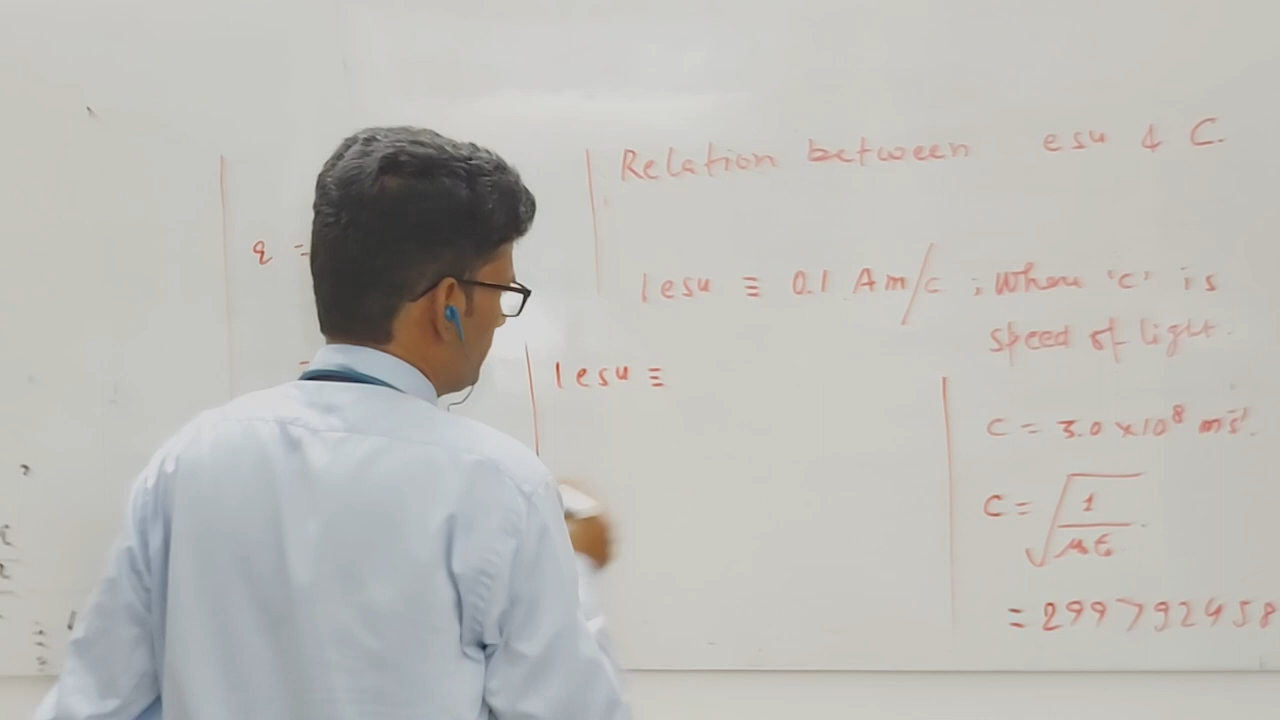 Relation between esu & C.
q =
1 esu ≡ 0.1 Am/c ; Where 'c' is
speed of light.
1 esu ≡
C = 3.0 × 10⁸ ms⁻¹.
C = √(1/μ₀ε₀)
= 299792458